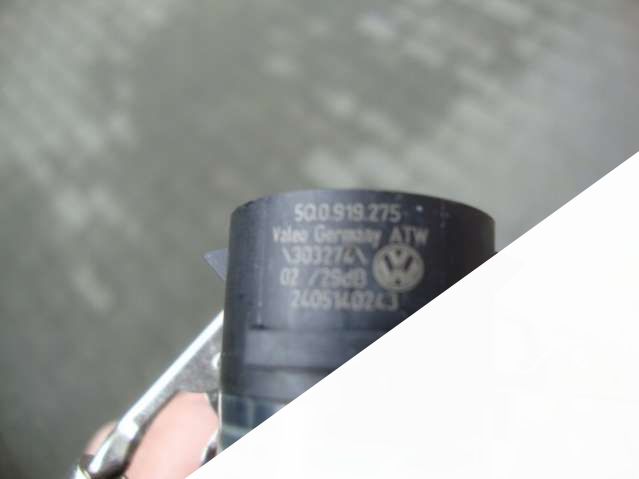 5Q0.919.275
Valeo Germany ATW
\303274\
02 /29dB
2405140243